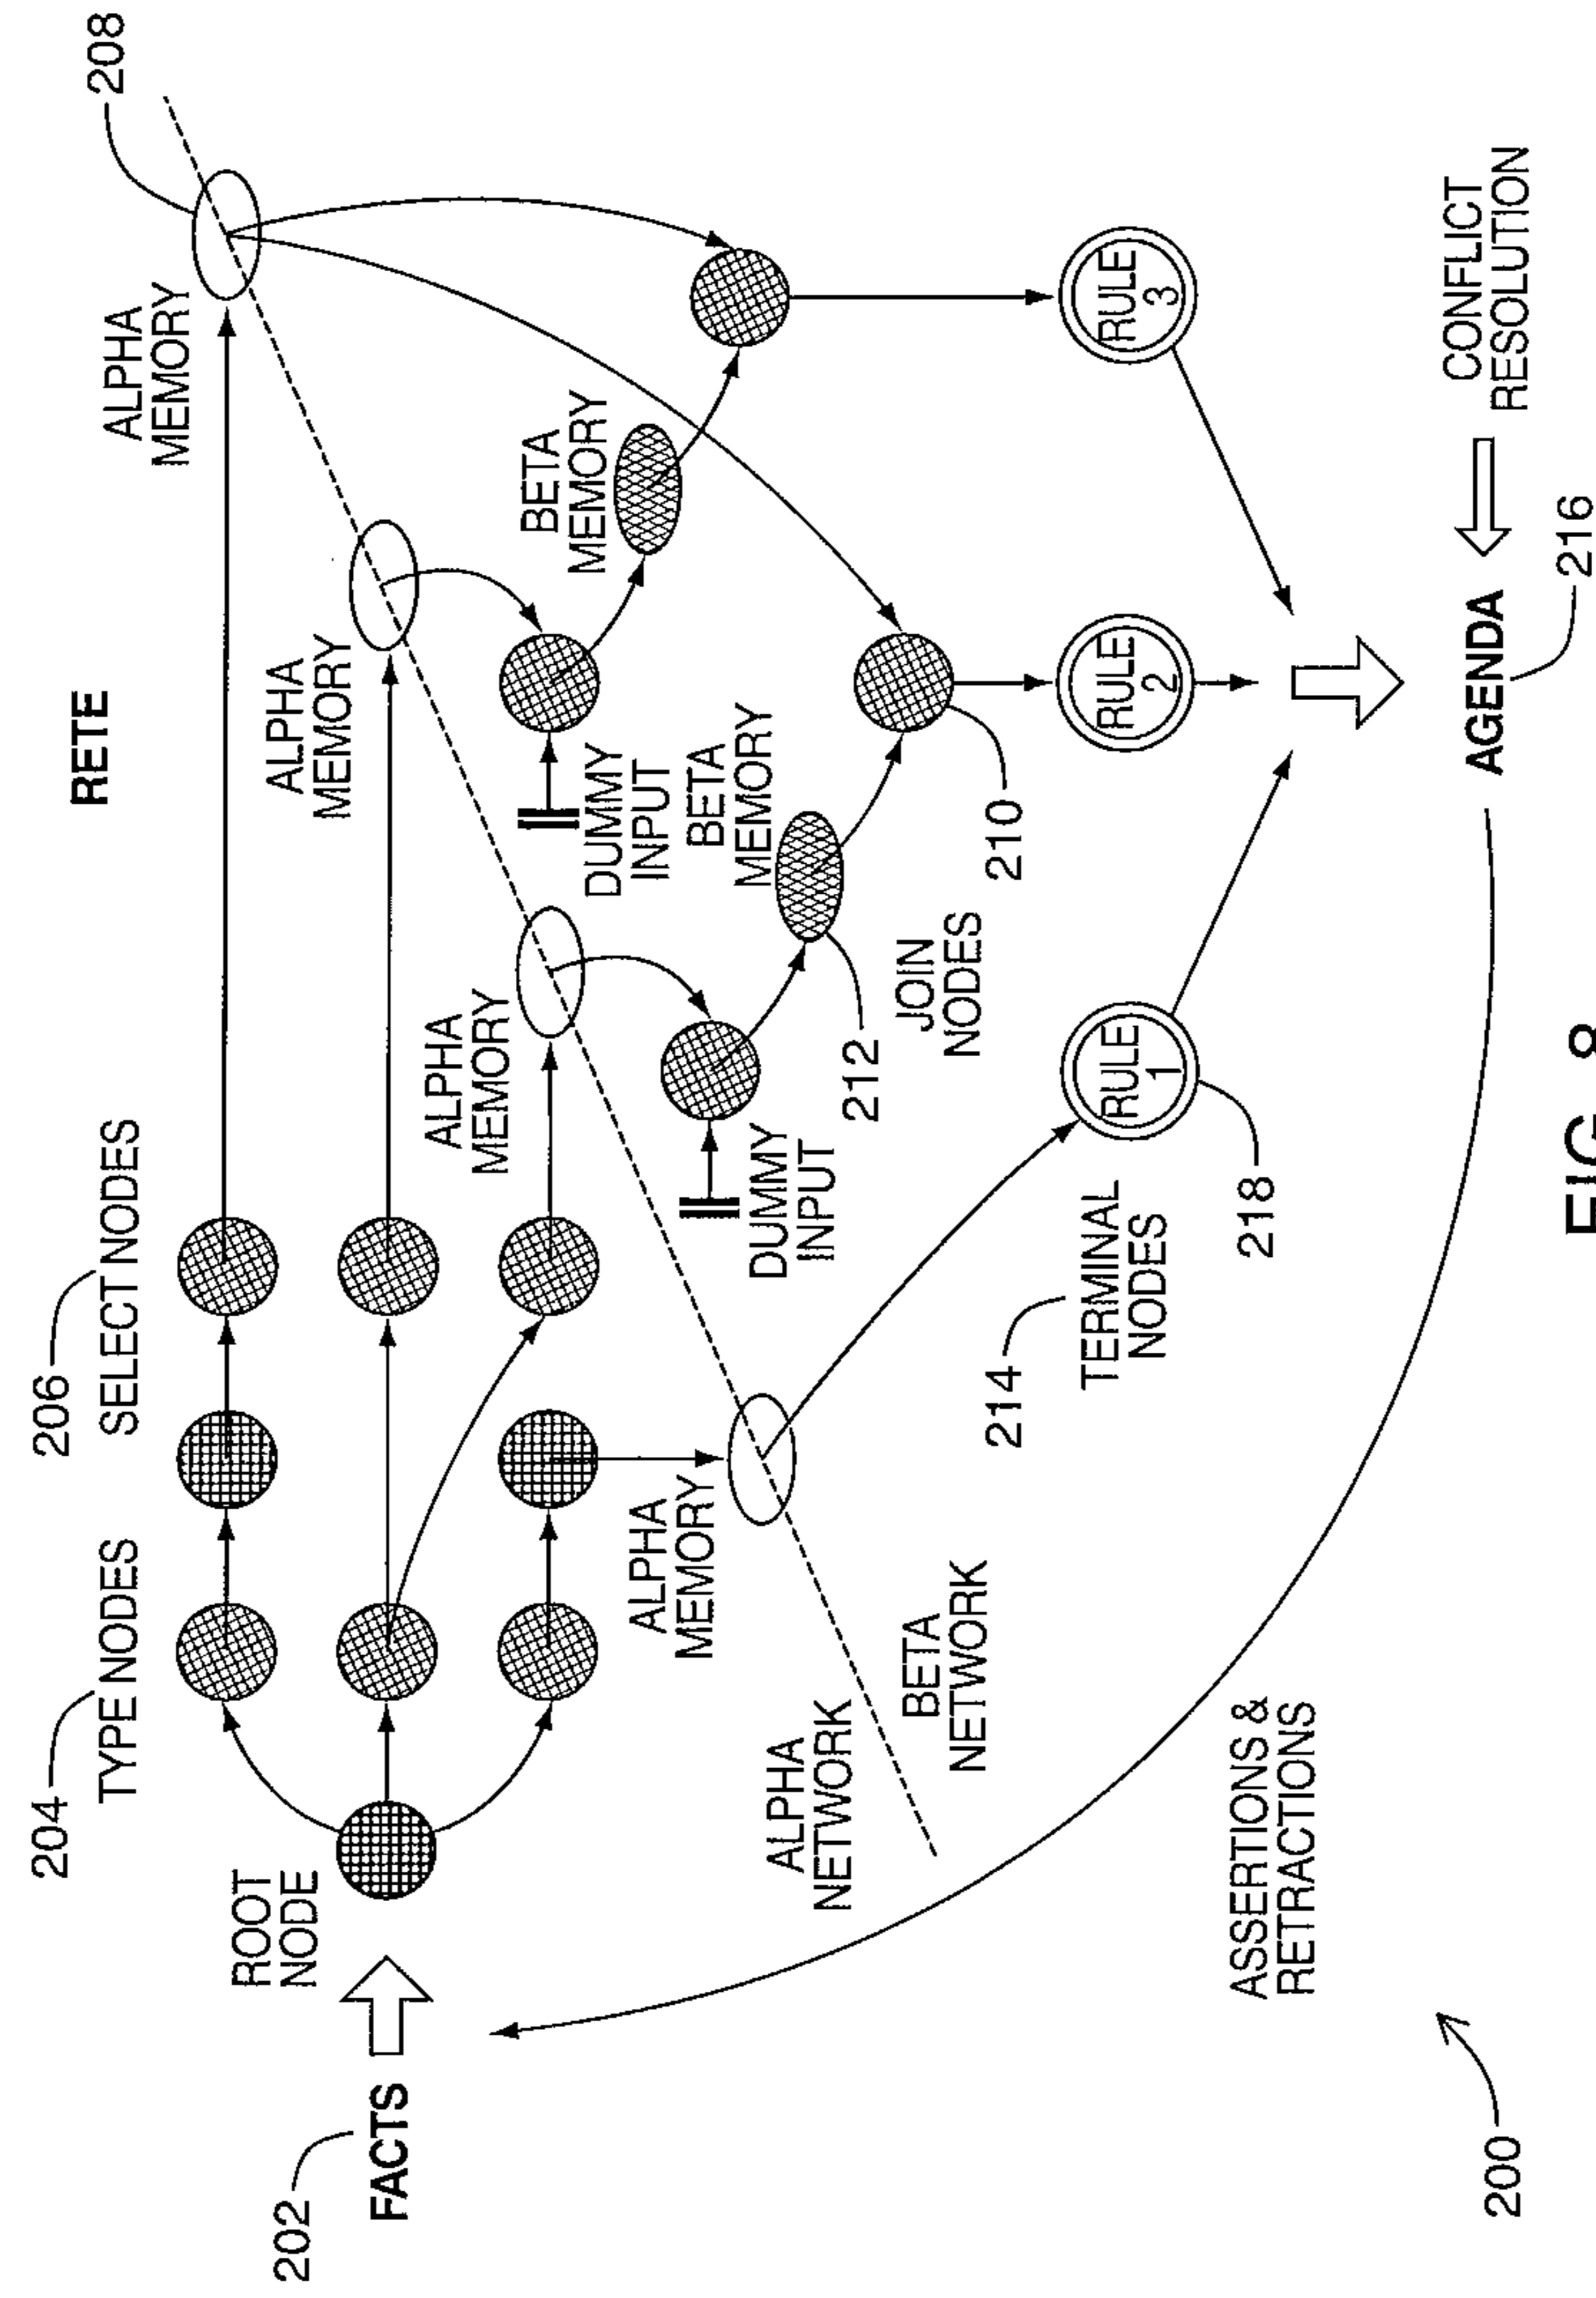 RETE
204
206
208
TYPE NODES
SELECT NODES
ALPHA
MEMORY
ROOT
NODE
ALPHA
MEMORY
202
FACTS
ALPHA
MEMORY
BETA
MEMORY
DUMMY
INPUT
ALPHA
MEMORY
BETA
MEMORY
DUMMY
INPUT
ALPHA
NETWORK
212
BETA
NETWORK
JOIN
NODES
214
210
TERMINAL
NODES
RULE
1
RULE
2
RULE
3
ASSERTIONS &
RETRACTIONS
218
AGENDA
CONFLICT
RESOLUTION
200
216
FIG. 8